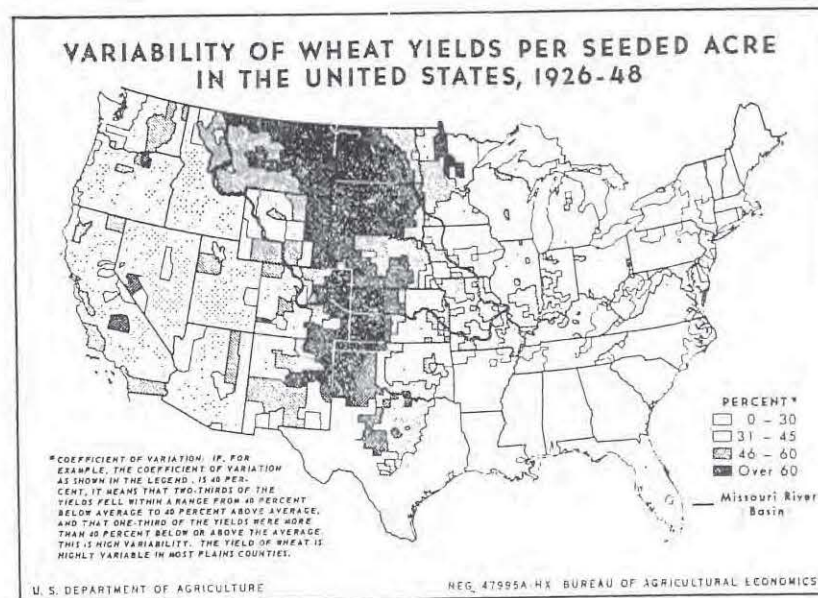 VARIABILITY OF WHEAT YIELDS PER SEEDED ACRE
IN THE UNITED STATES, 1926-48
PERCENT*
0 - 30
31 - 45
46 - 60
Over 60
Missouri River
Basin
*COEFFICIENT OF VARIATION: IF, FOR
EXAMPLE, THE COEFFICIENT OF VARIATION
AS SHOWN IN THE LEGEND, IS 40 PER-
CENT, IT MEANS THAT TWO-THIRDS OF THE
YIELDS FELL WITHIN A RANGE FROM 40 PERCENT
BELOW AVERAGE TO 40 PERCENT ABOVE AVERAGE,
AND THAT ONE-THIRD OF THE YIELDS WERE MORE
THAN 40 PERCENT BELOW OR ABOVE THE AVERAGE.
THIS IS HIGH VARIABILITY. THE YIELD OF WHEAT IS
HIGHLY VARIABLE IN MOST PLAINS COUNTIES.
U. S. DEPARTMENT OF AGRICULTURE
NEG. 47995A-HX BUREAU OF AGRICULTURAL ECONOMICS